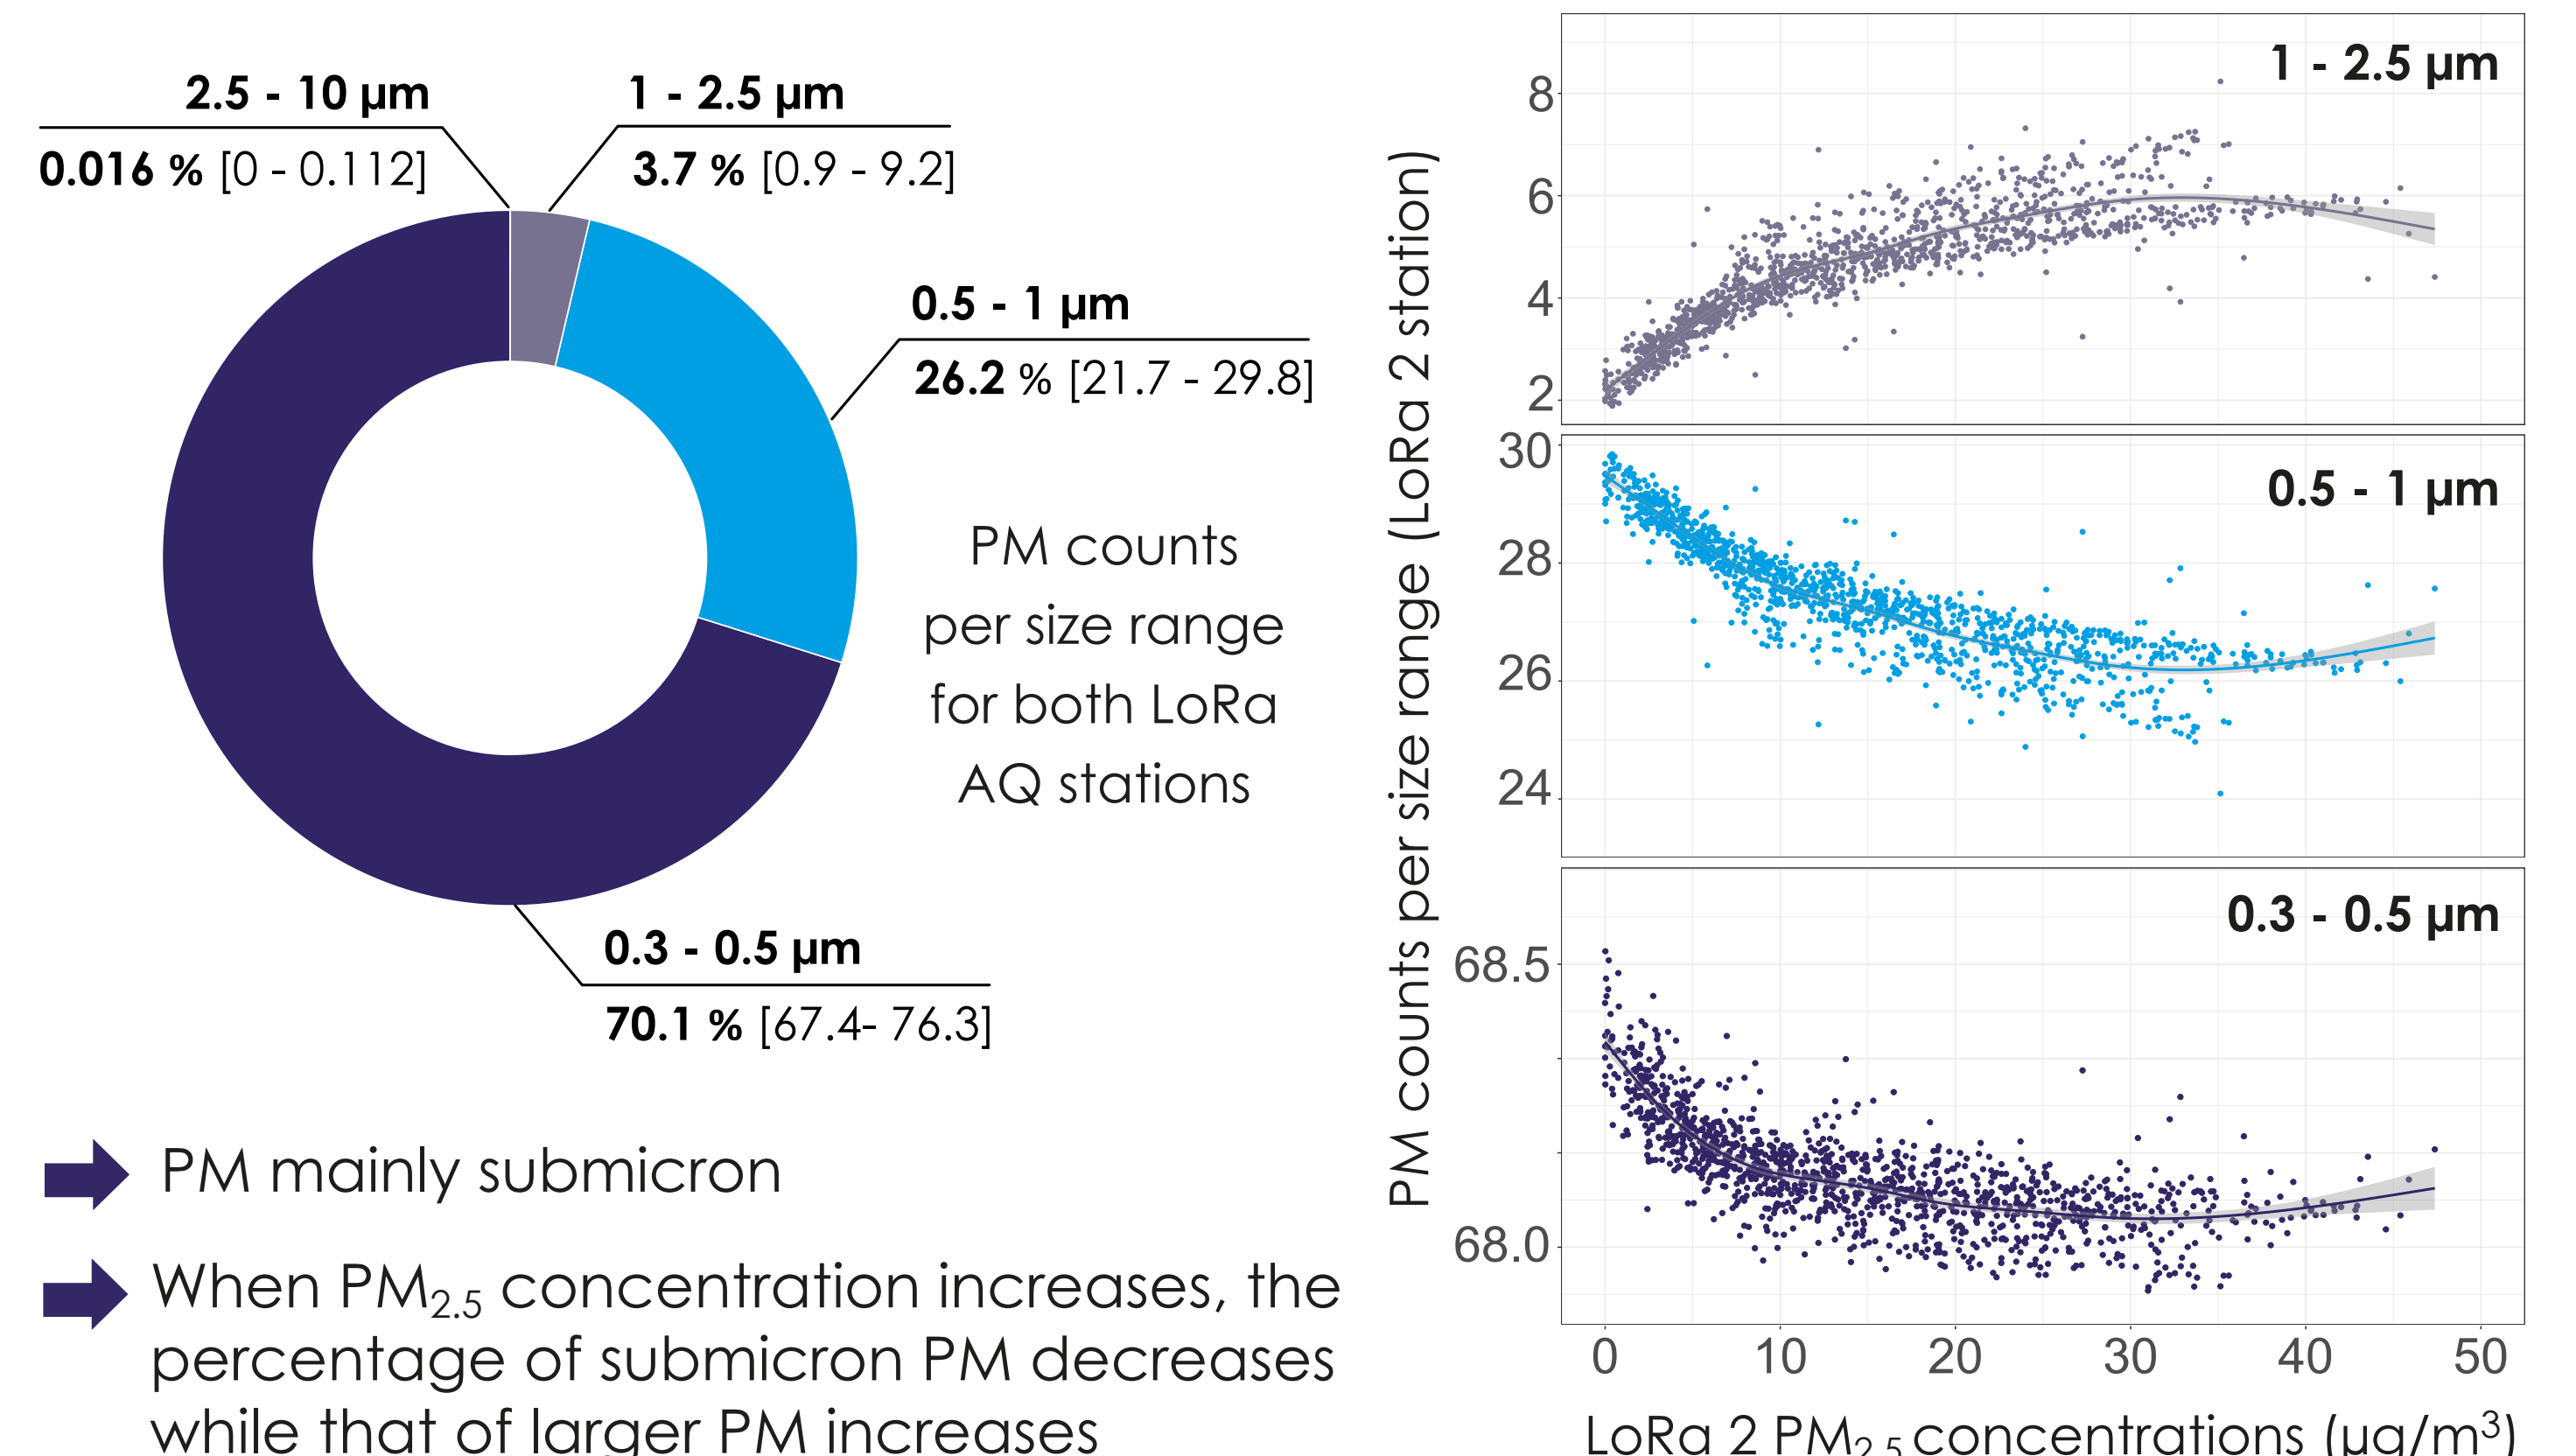 2.5 - 10 µm
0.016 % [0 - 0.112]
1 - 2.5 µm
3.7 % [0.9 - 9.2]
0.5 - 1 µm
26.2 % [21.7 - 29.8]
PM counts
per size range
for both LoRa
AQ stations
0.3 - 0.5 µm
70.1 % [67.4- 76.3]
PM mainly submicron
When PM2.5 concentration increases, the
percentage of submicron PM decreases
while that of larger PM increases
PM counts per size range (LoRa 2 station)
1 - 2.5 µm
8
6
4
2
0.5 - 1 µm
30
28
26
24
0.3 - 0.5 µm
68.5
68.0
0 10 20 30 40 50
LoRa 2 PM2.5 concentrations (µg/m³)